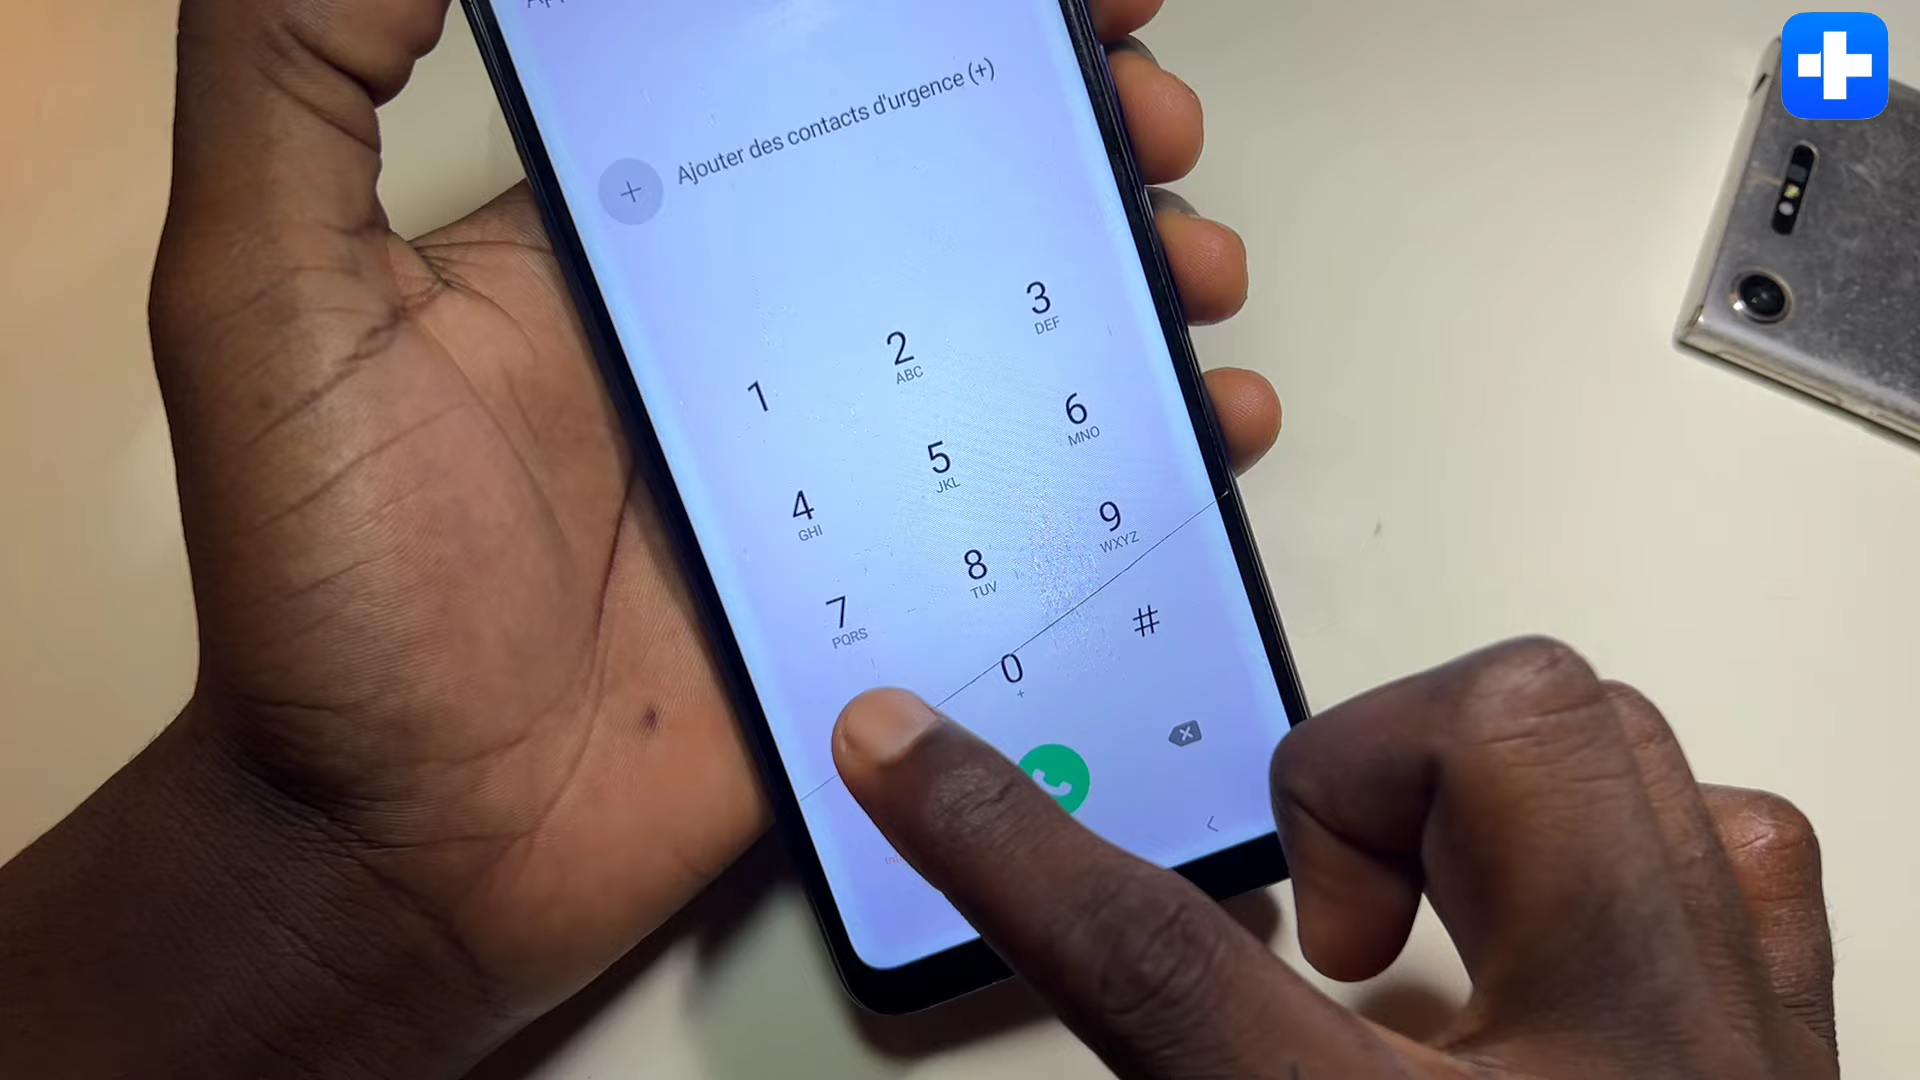 Ajouter des contacts d'urgence (+)
+
1
2
ABC
3
DEF
4
GHI
5
JKL
6
MNO
7
PQRS
8
TUV
9
WXYZ
0
+
#